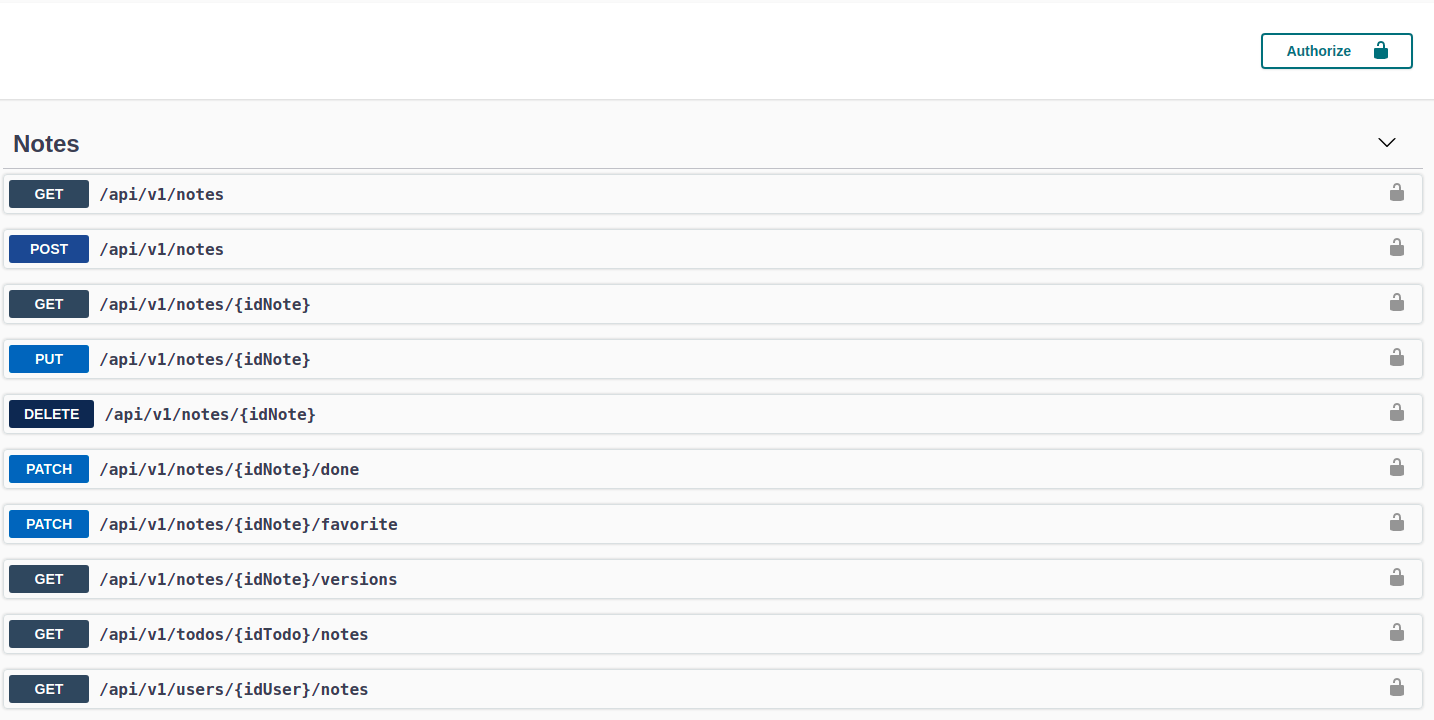 Authorize
Notes
GET /api/v1/notes
POST /api/v1/notes
GET /api/v1/notes/{idNote}
PUT /api/v1/notes/{idNote}
DELETE /api/v1/notes/{idNote}
PATCH /api/v1/notes/{idNote}/done
PATCH /api/v1/notes/{idNote}/favorite
GET /api/v1/notes/{idNote}/versions
GET /api/v1/todos/{idTodo}/notes
GET /api/v1/users/{idUser}/notes